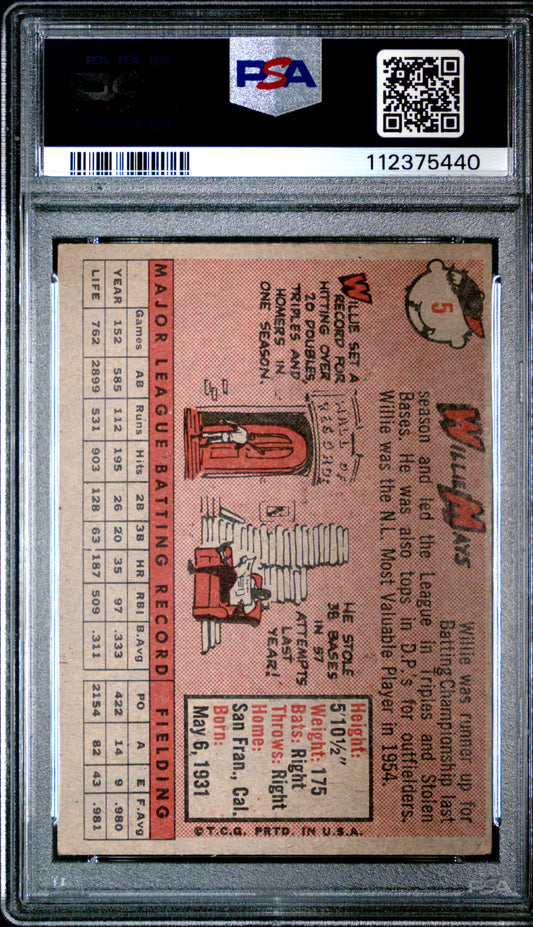 PSA
112375440
5
WILLIE MAYS
Willie was runner up for
Batting Championship last
season and led the League in Triples and Stolen
Bases. He was also tops in D.P.'s for outfielders.
Willie was the N.L. Most Valuable Player in 1954.
WILLIE SET A
RECORD FOR
HITTING OVER
20 DOUBLES,
TRIPLES AND
HOMERS IN
ONE SEASON.
HALL OF
RECORDS
HE STOLE
38 BASES
IN 57
ATTEMPTS
LAST
YEAR!
Height:
5'10½"
Weight: 175
Bats: Right
Throws: Right
Home:
San Fran., Cal.
Born:
May 6, 1931
©T.C.G. PRTD. IN U.S.A.
MAJOR LEAGUE BATTING RECORD FIELDING
Games AB Runs Hits 2B 3B HR RBI B.Avg PO A E F.Avg
YEAR 152 585 112 195 26 20 35 97 .333 422 14 9 .980
LIFE 762 2899 531 903 128 63 187 509 .311 2154 82 43 .981
PSA